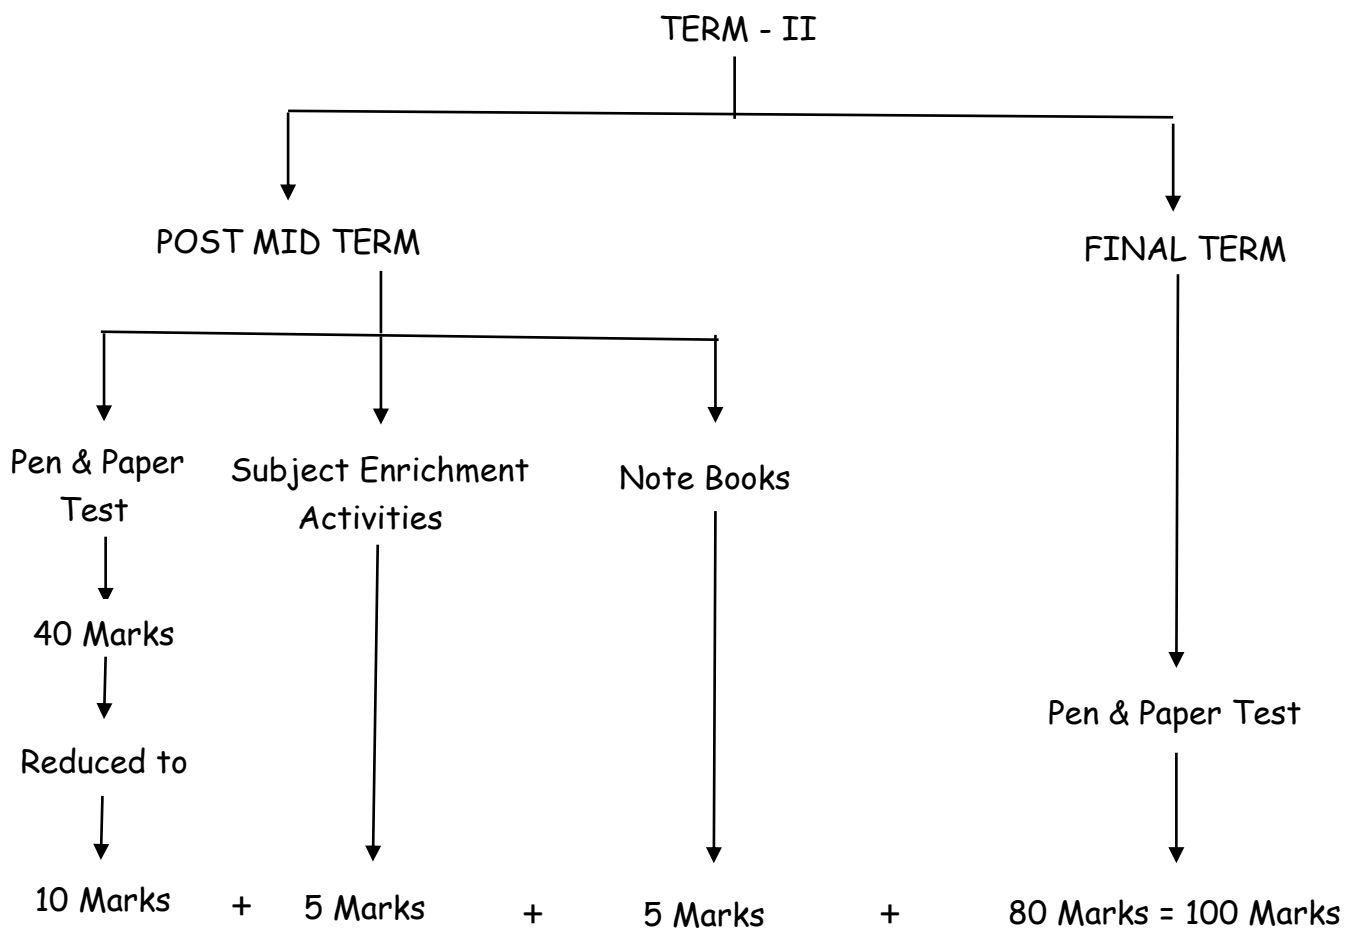 TERM - II
POST MID TERM
FINAL TERM
Pen & Paper
Test
Subject Enrichment
Activities
Note Books
40 Marks
Pen & Paper Test
Reduced to
10 Marks + 5 Marks + 5 Marks + 80 Marks = 100 Marks